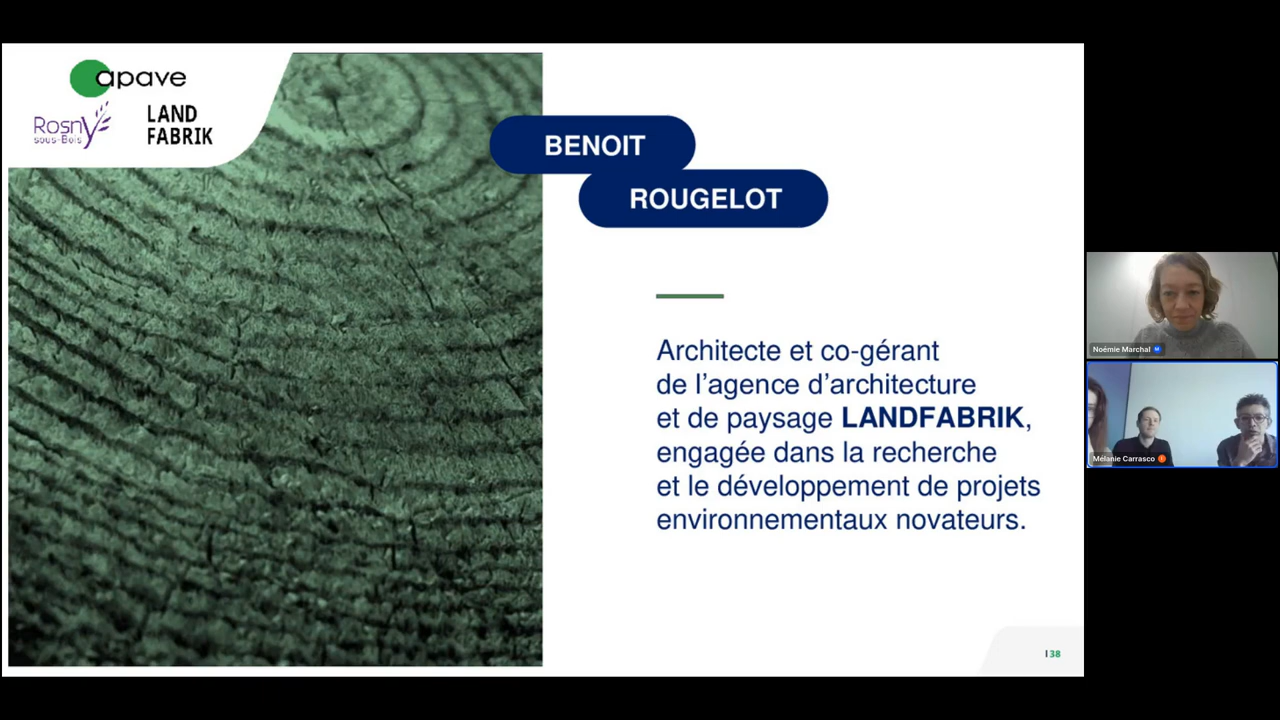 apave
Rosny
sous-Bois
LAND
FABRIK
BENOIT
ROUGELOT
Architecte et co-gérant
de l’agence d’architecture
et de paysage LANDFABRIK,
engagée dans la recherche
et le développement de projets
environnementaux novateurs.
Noémie Marchal M
Mélanie Carrasco
I 38